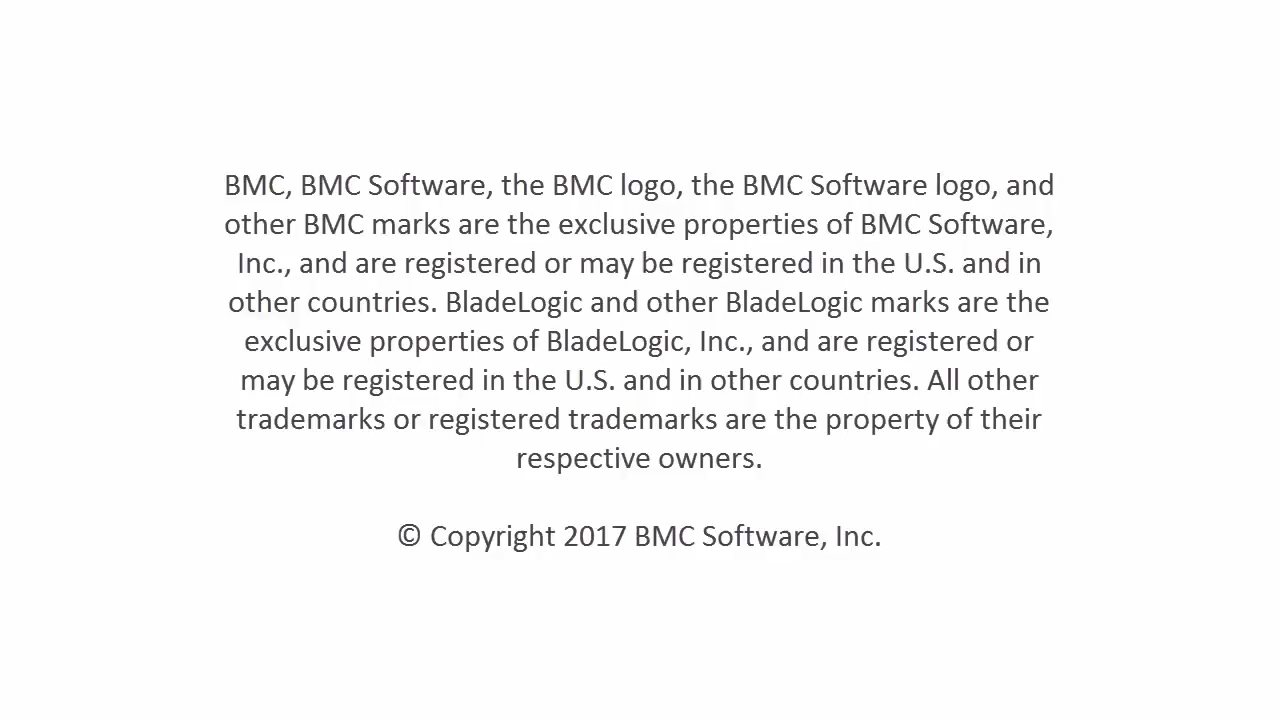 BMC, BMC Software, the BMC logo, the BMC Software logo, and
other BMC marks are the exclusive properties of BMC Software,
Inc., and are registered or may be registered in the U.S. and in
other countries. BladeLogic and other BladeLogic marks are the
exclusive properties of BladeLogic, Inc., and are registered or
may be registered in the U.S. and in other countries. All other
trademarks or registered trademarks are the property of their
respective owners.
© Copyright 2017 BMC Software, Inc.